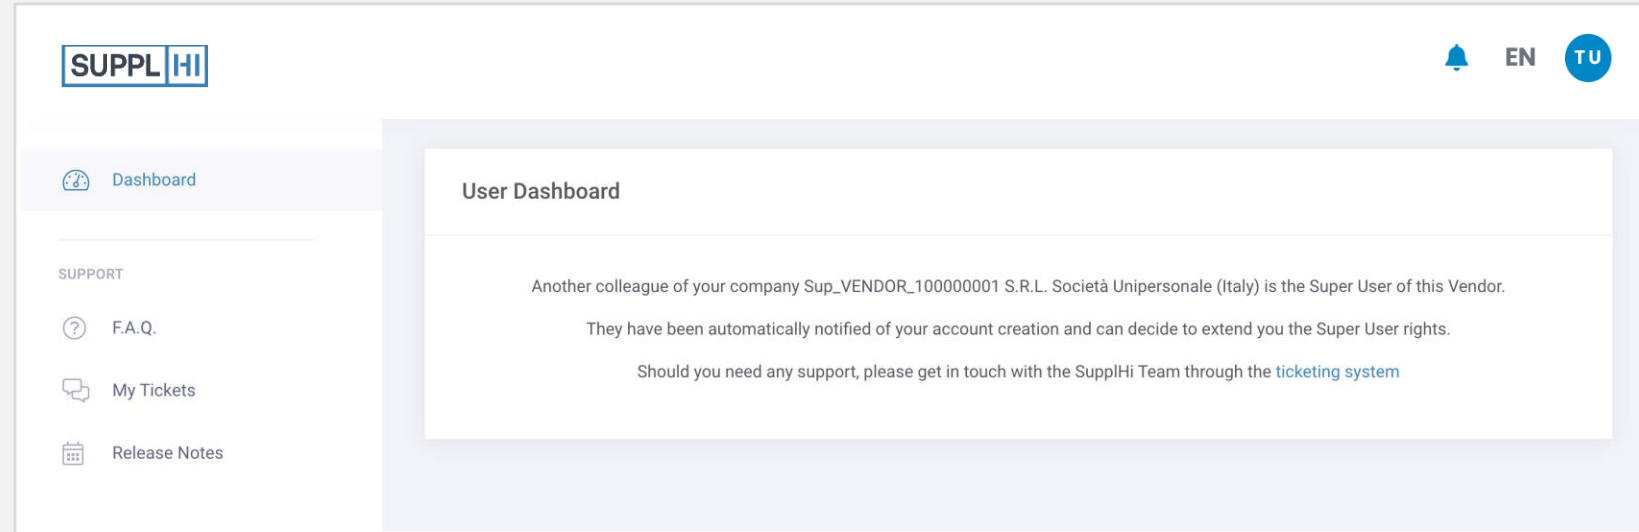 SUPPLHI
EN
TU
Dashboard
SUPPORT
F.A.Q.
My Tickets
Release Notes
User Dashboard
Another colleague of your company Sup_VENDOR_100000001 S.R.L. Società Unipersonale (Italy) is the Super User of this Vendor.
They have been automatically notified of your account creation and can decide to extend you the Super User rights.
Should you need any support, please get in touch with the SupplHi Team through the ticketing system